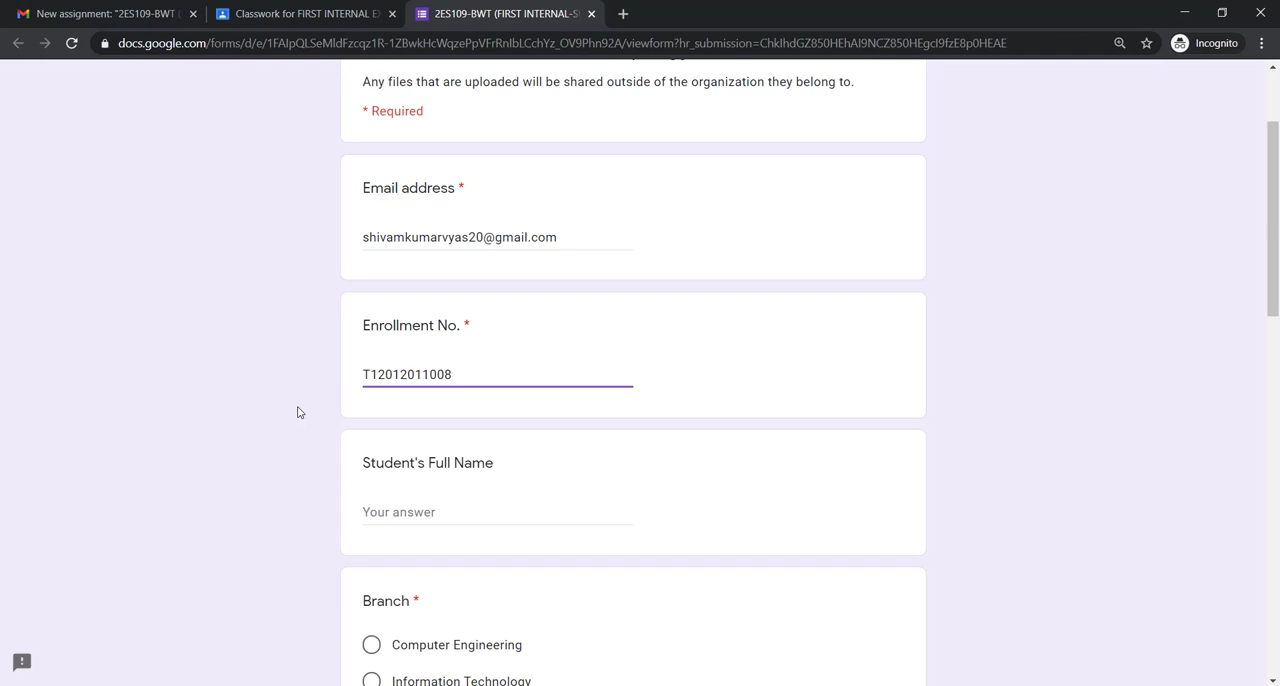 New assignment: "2ES109-BWT (
Classwork for FIRST INTERNAL EX
2ES109-BWT (FIRST INTERNAL-S
docs.google.com/forms/d/e/1FAIpQLSeMldFzcqz1R-1ZBwkHcWqzePpVFrRnIbLCchYz_OV9Phn92A/viewform?hr_submission=ChkIhdGZ850HEhAI9NCZ850HEgcI9fzE8p0HEAE
Incognito
Any files that are uploaded will be shared outside of the organization they belong to.
* Required
Email address *
shivamkumarvyas20@gmail.com
Enrollment No. *
T12012011008
Student's Full Name
Your answer
Branch *
Computer Engineering
Information Technology